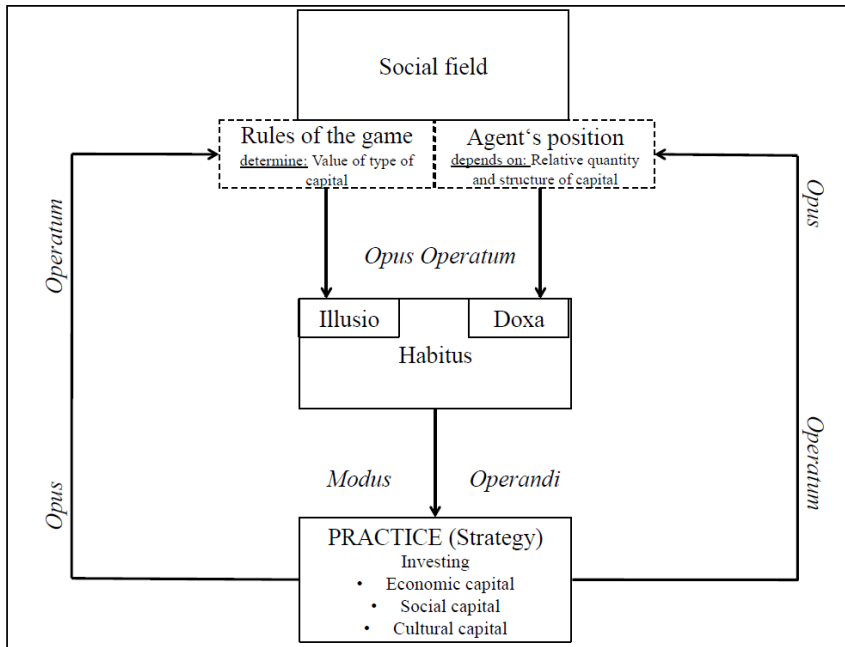 Social field
Rules of the game
determine: Value of type of
capital
Agent‘s position
depends on: Relative quantity
and structure of capital
Operatum
Opus
Opus Operatum
Illusio
Doxa
Habitus
Modus
Operandi
Opus
Operatum
PRACTICE (Strategy)
Investing
• Economic capital
• Social capital
• Cultural capital